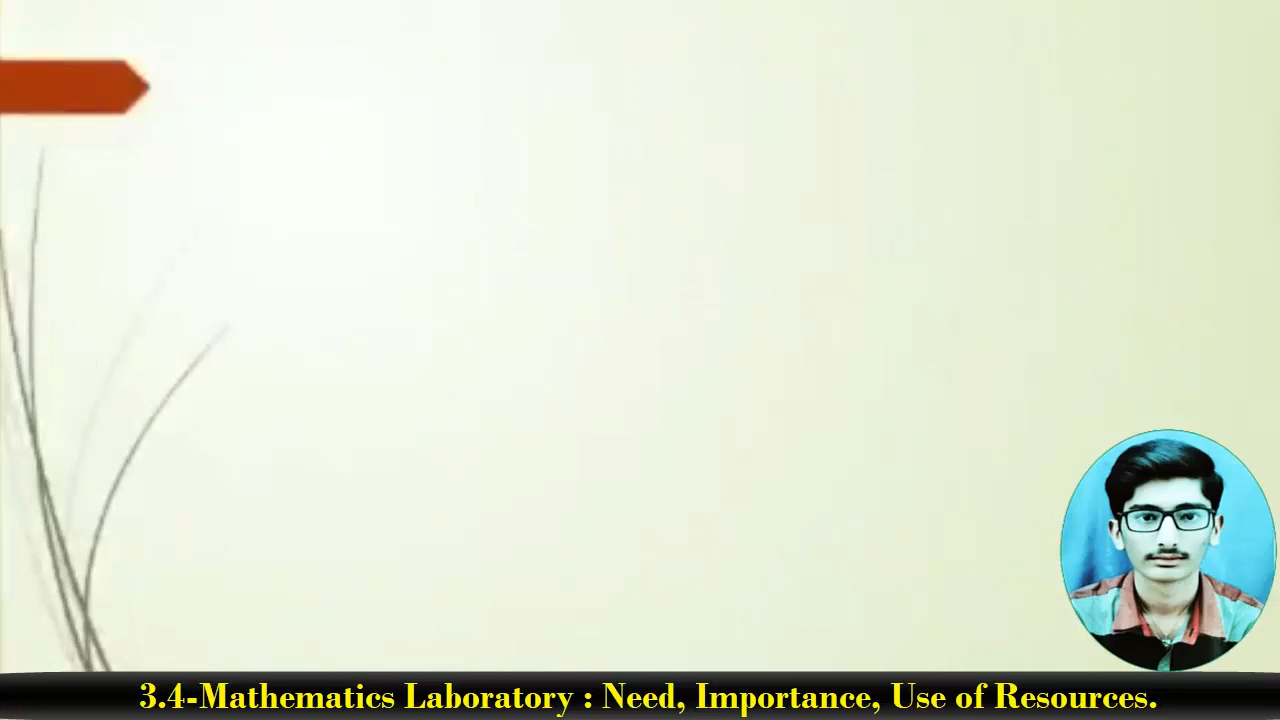 3.4-Mathematics Laboratory : Need, Importance, Use of Resources.